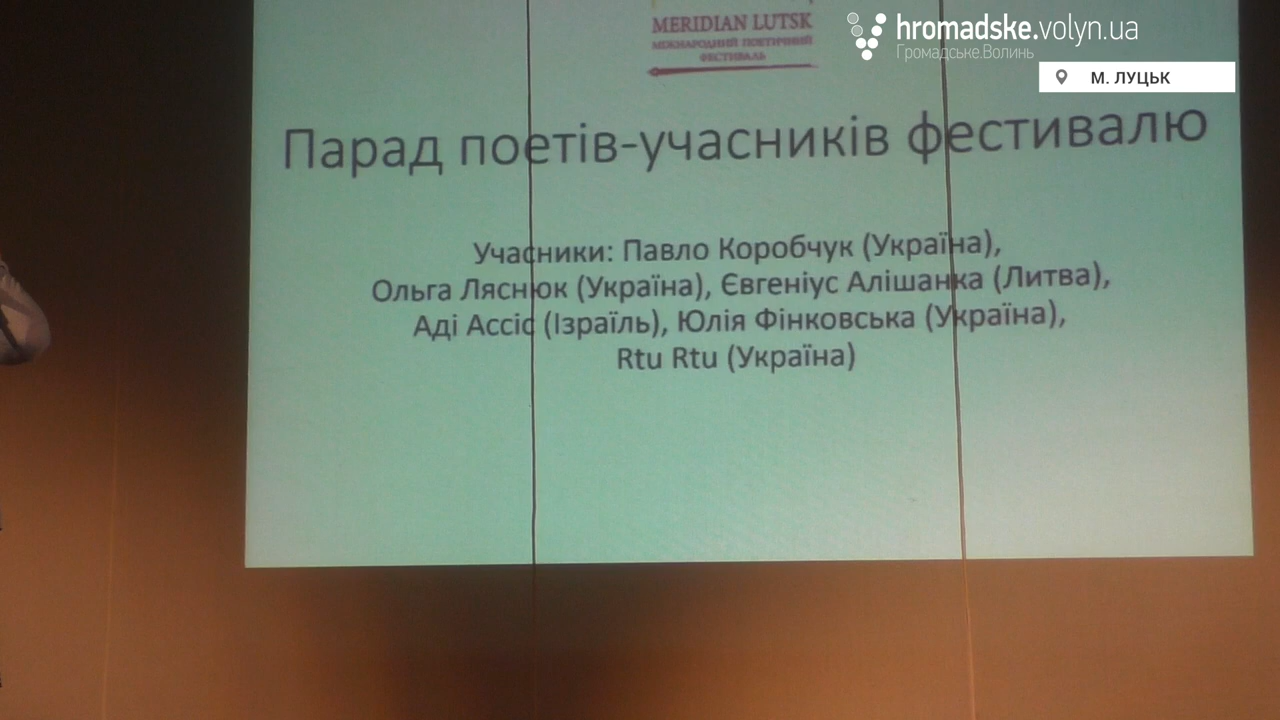 MERIDIAN LUTSK
МІЖНАРОДНИЙ ПОЕТИЧНИЙ
ФЕСТИВАЛЬ
hromadske.volyn.ua
Громадське.Волинь
М. ЛУЦЬК
Парад поетів-учасників фестивалю
Учасники: Павло Коробчук (Україна),
Ольга Ляснюк (Україна), Євгеніус Алішанка (Литва),
Аді Ассіс (Ізраїль), Юлія Фінковська (Україна),
Rtu Rtu (Україна)